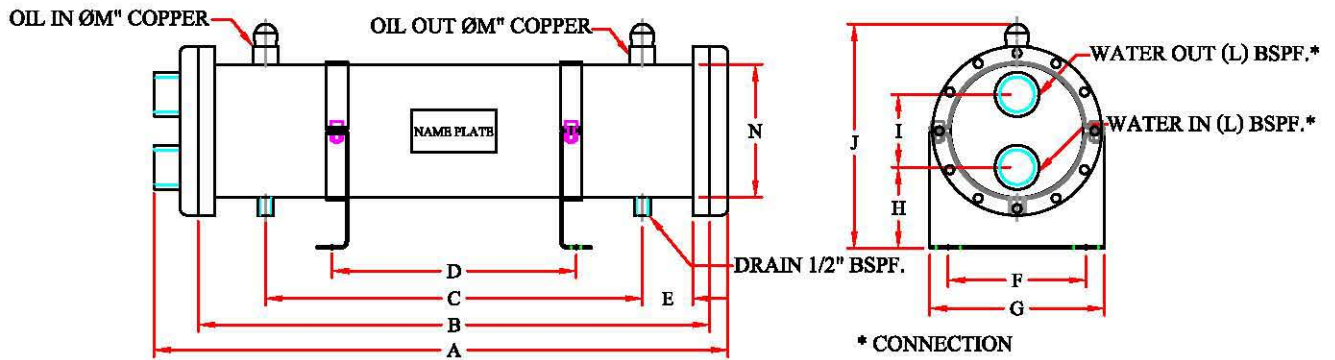 OIL IN ØM" COPPER
OIL OUT ØM" COPPER
WATER OUT (L) BSPF.*
NAME PLATE
N
J
I
WATER IN (L) BSPF.*
H
DRAIN 1/2" BSPF.
D
C
E
F
B
G
A
* CONNECTION